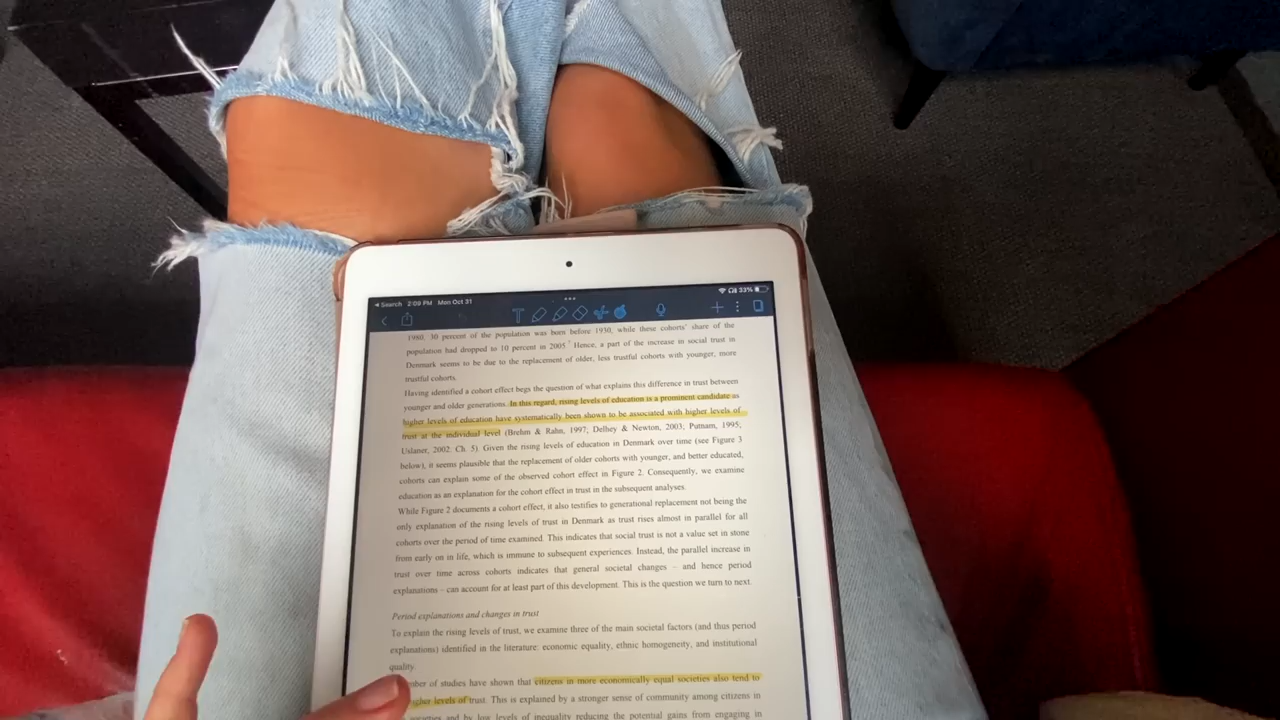 Search 2:09 PM Mon Oct 31
33%
1980, 30 percent of the population was born before 1930, while these cohorts' share of the
population had dropped to 10 percent in 2005. Hence, a part of the increase in social trust in
Denmark seems to be due to the replacement of older, less trustful cohorts with younger, more
trustful cohorts.
Having identified a cohort effect begs the question of what explains this difference in trust between
younger and older generations. In this regard, rising levels of education is a prominent candidate as
higher levels of education have systematically been shown to be associated with higher levels of
trust at the individual level (Brehm & Rahn, 1997; Delhey & Newton, 2003; Putnam, 1995;
Uslaner, 2002: Ch. 5). Given the rising levels of education in Denmark over time (see Figure 3
below), it seems plausible that the replacement of older cohorts with younger, and better educated,
cohorts can explain some of the observed cohort effect in Figure 2. Consequently, we examine
education as an explanation for the cohort effect in trust in the subsequent analyses.
While Figure 2 documents a cohort effect, it also testifies to generational replacement not being the
only explanation of the rising levels of trust in Denmark as trust rises almost in parallel for all
cohorts over the period of time examined. This indicates that social trust is not a value set in stone
from early on in life, which is immune to subsequent experiences. Instead, the parallel increase in
trust over time across cohorts indicates that general societal changes – and hence period
explanations – can account for at least part of this development. This is the question we turn to next.
Period explanations and changes in trust
To explain the rising levels of trust, we examine three of the main societal factors (and thus period
explanations) identified in the literature: economic equality, ethnic homogeneity, and institutional
quality.
of studies have shown that citizens in more economically equal societies also tend to
levels of trust. This is explained by a stronger sense of community among citizens in
societies and by low levels of inequality reducing the potential gains from engaging in